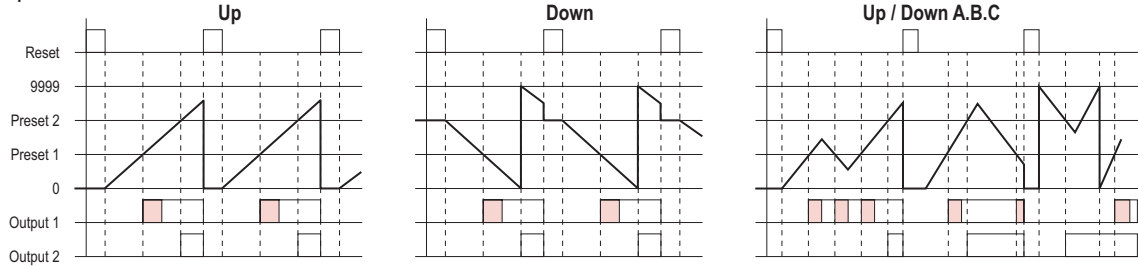 Up
Down
Up / Down A.B.C
Reset
9999
Preset 2
Preset 1
0
Output 1
Output 2